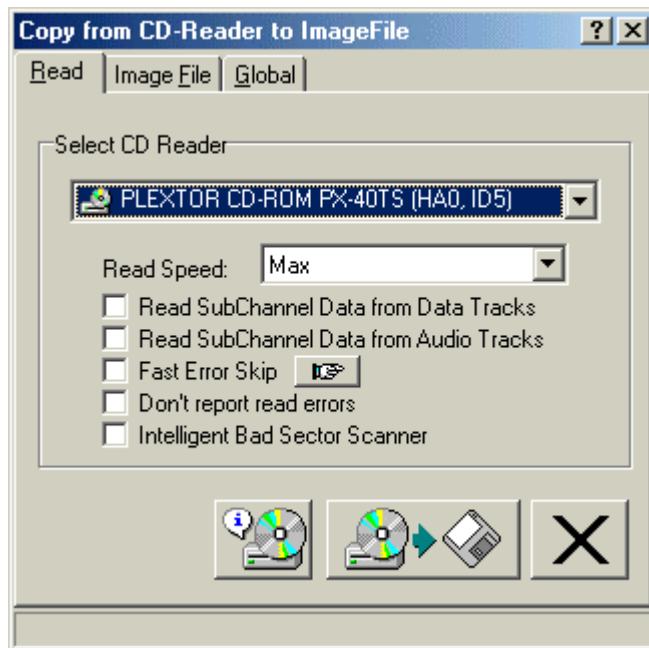 Copy from CD-Reader to ImageFile
Read Image File Global
Select CD Reader
PLEXTOR CD-ROM PX-40TS (HA0, ID5)
Read Speed: Max
Read SubChannel Data from Data Tracks
Read SubChannel Data from Audio Tracks
Fast Error Skip
Don't report read errors
Intelligent Bad Sector Scanner